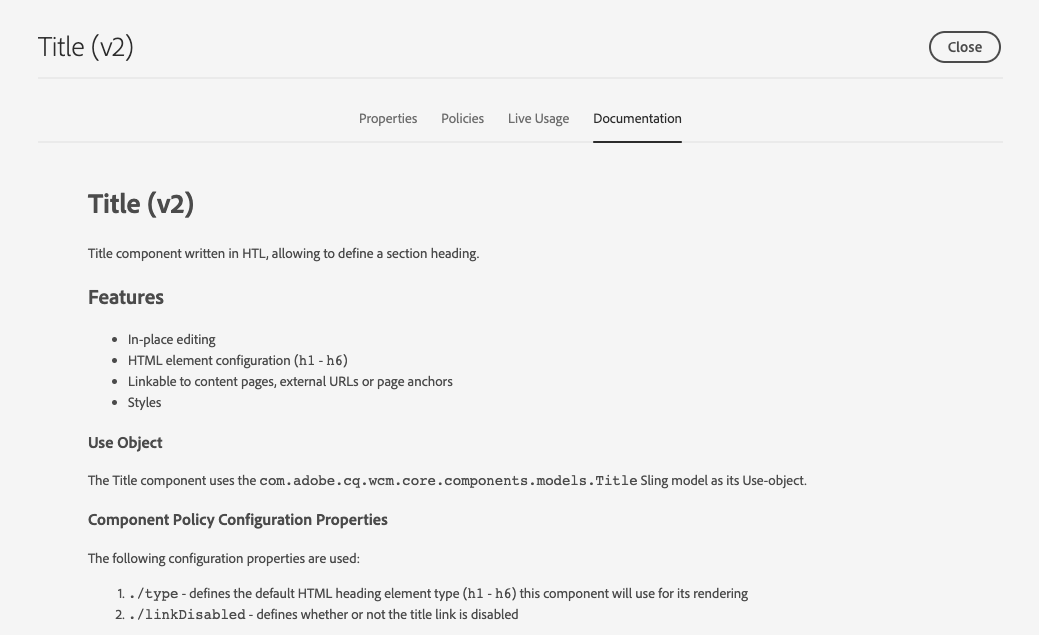 Title (v2)
Close
Properties Policies Live Usage Documentation
Title (v2)
Title component written in HTL, allowing to define a section heading.
Features
• In-place editing
• HTML element configuration (h1 - h6)
• Linkable to content pages, external URLs or page anchors
• Styles
Use Object
The Title component uses the com.adobe.cq.wcm.core.components.models.Title Sling model as its Use-object.
Component Policy Configuration Properties
The following configuration properties are used:
1. ./type - defines the default HTML heading element type (h1 - h6) this component will use for its rendering
2. ./linkDisabled - defines whether or not the title link is disabled